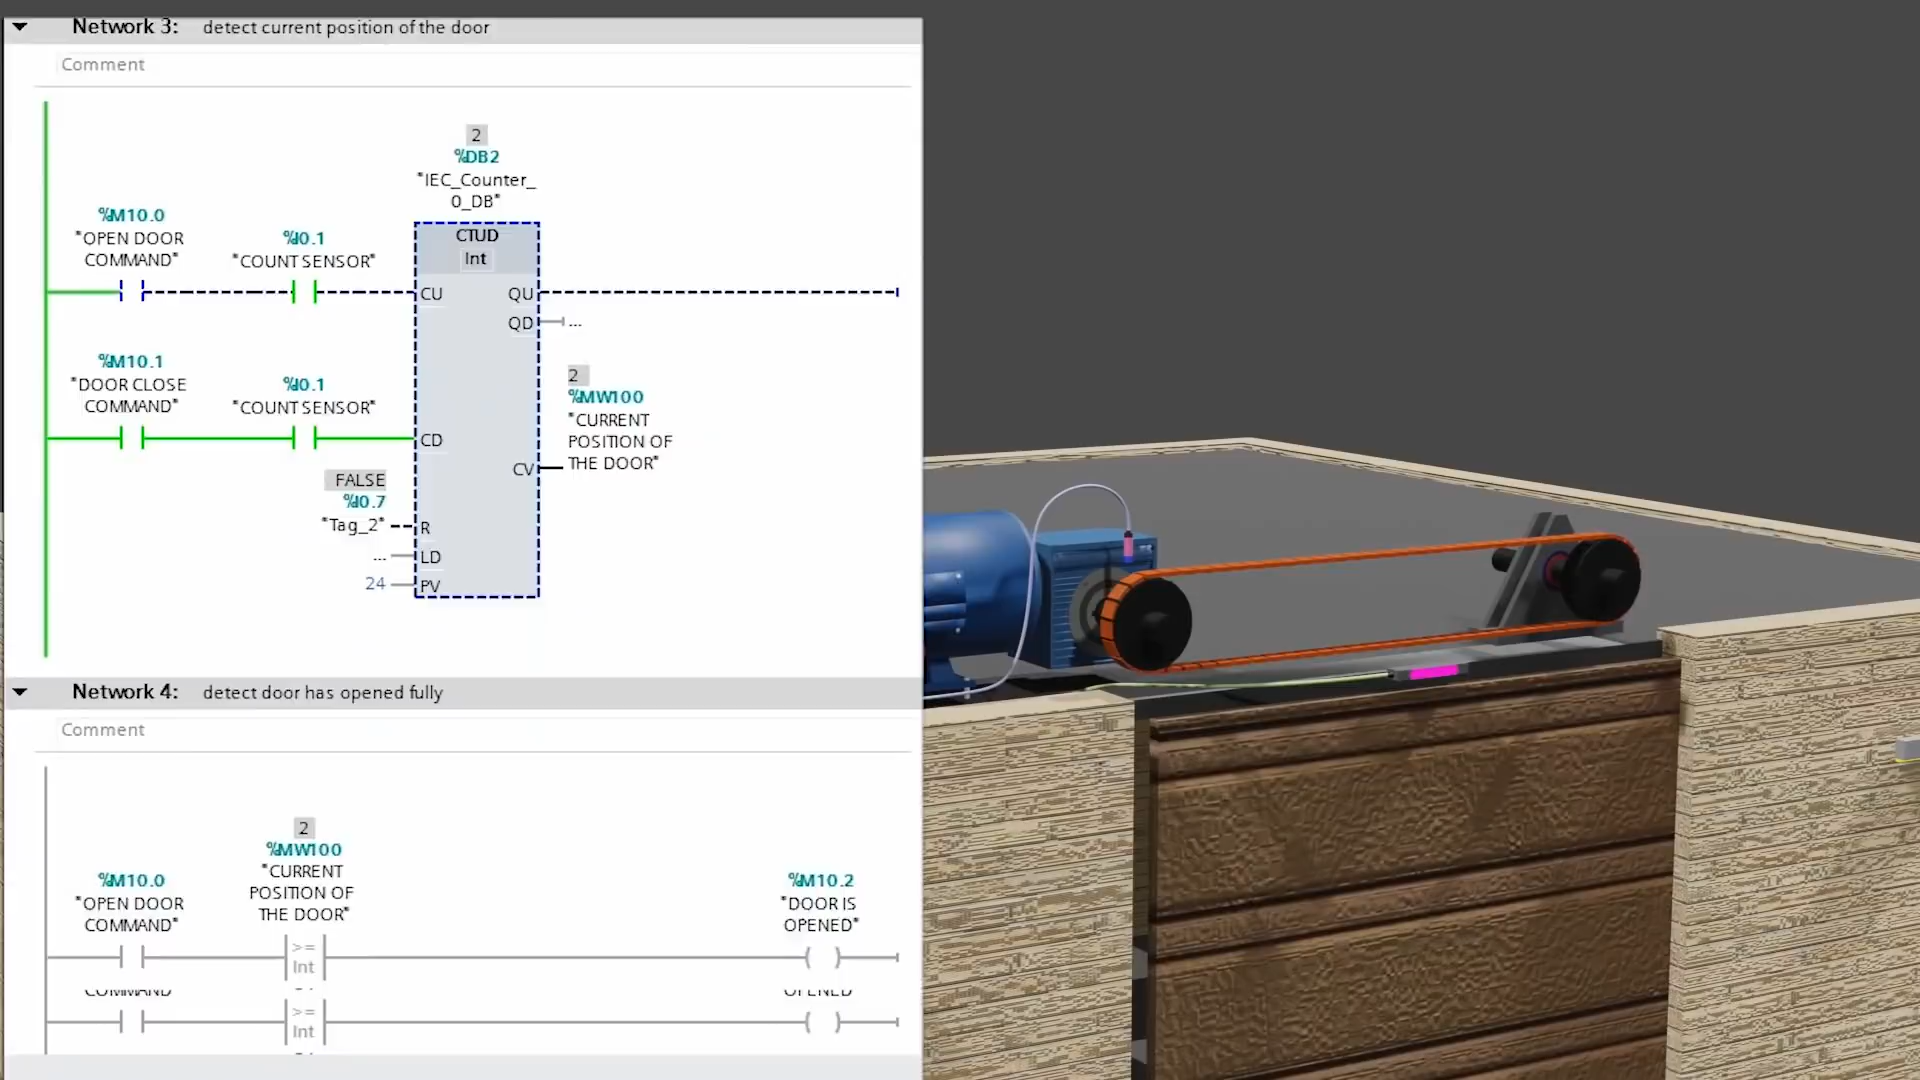 Network 3: detect current position of the door
Comment
2
%DB2
"IEC_Counter_
0_DB"
%M10.0
"OPEN DOOR
COMMAND"
%I0.1
"COUNT SENSOR"
CTUD
Int
CU
QU
QD
...
%M10.1
"DOOR CLOSE
COMMAND"
%I0.1
"COUNT SENSOR"
CD
2
%MW100
"CURRENT
POSITION OF
THE DOOR"
CV
FALSE
%I0.7
"Tag_2"
R
...
LD
24
PV
Network 4: detect door has opened fully
Comment
2
%MW100
"CURRENT
POSITION OF
THE DOOR"
%M10.0
"OPEN DOOR
COMMAND"
%M10.2
"DOOR IS
OPENED"
>=
Int
COMMAND
OPENED
>=
Int